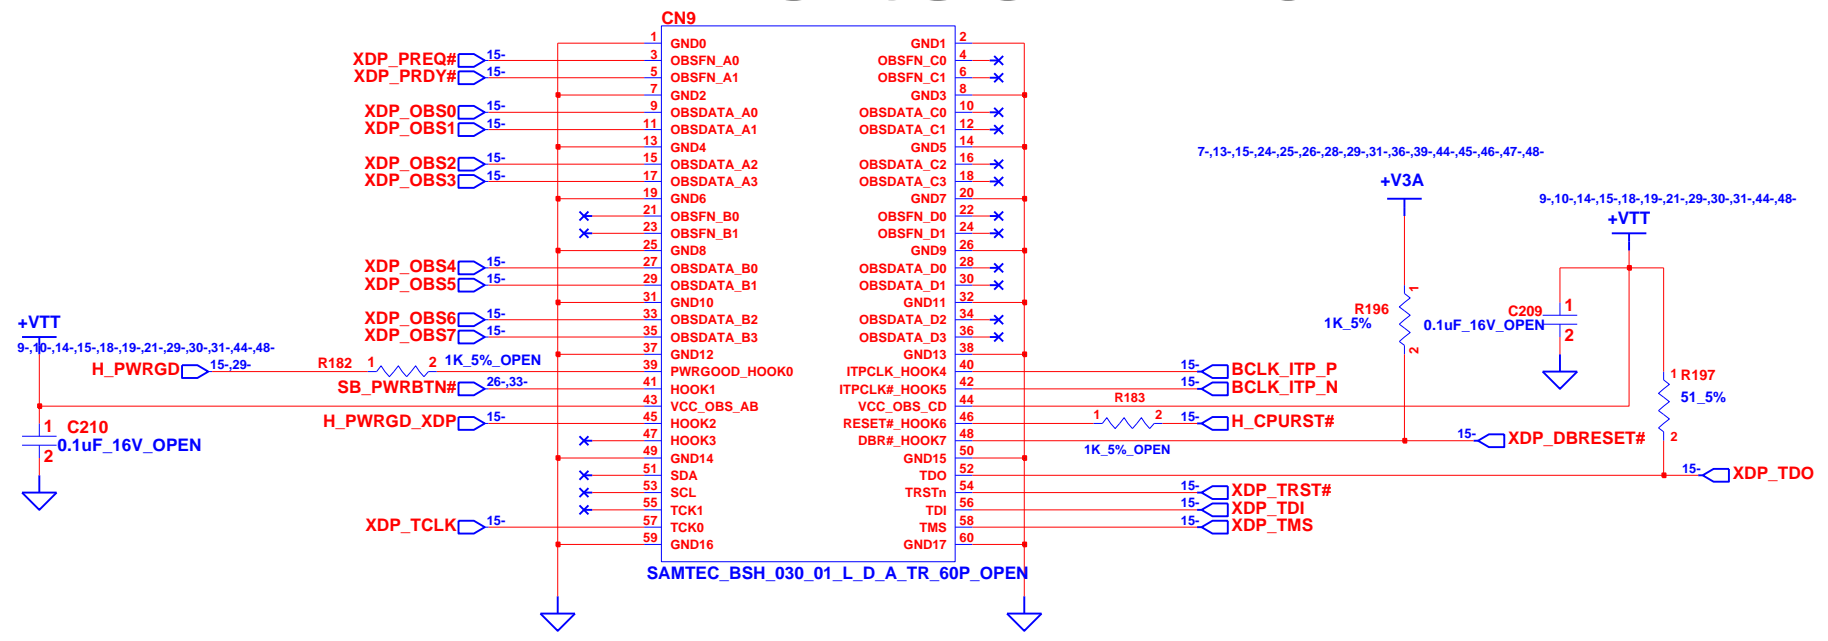 CN9
1 GND0 GND1 2
XDP_PREQ# 15- 3 OBSFN_A0 OBSFN_C0 4
XDP_PRDY# 15- 5 OBSFN_A1 OBSFN_C1 6
7 GND2 GND3 8
XDP_OBS0 15- 9 OBSDATA_A0 OBSDATA_C0 10
XDP_OBS1 15- 11 OBSDATA_A1 OBSDATA_C1 12
13 GND4 GND5 14
7-,13-,15-,24-,25-,26-,28-,29-,31-,36-,39-,44-,45-,46-,47-,48-
XDP_OBS2 15- 15 OBSDATA_A2 OBSDATA_C2 16
XDP_OBS3 15- 17 OBSDATA_A3 OBSDATA_C3 18
+V3A
19 GND6 GND7 20
9-,10-,14-,15-,18-,19-,21-,29-,30-,31-,44-,48-
21 OBSFN_B0 OBSFN_D0 22
+VTT
23 OBSFN_B1 OBSFN_D1 24
25 GND8 GND9 26
XDP_OBS4 15- 27 OBSDATA_B0 OBSDATA_D0 28
XDP_OBS5 15- 29 OBSDATA_B1 OBSDATA_D1 30
31 GND10 GND11 32
R196 1 C209 1
XDP_OBS6 15- 33 OBSDATA_B2 OBSDATA_D2 34
+VTT
1K_5% 0.1uF_16V_OPEN
XDP_OBS7 15- 35 OBSDATA_B3 OBSDATA_D3 36
2 2
9-,10-,14-,15-,18-,19-,21-,29-,30-,31-,44-,48-
37 GND12 GND13 38
R182 1 2 1K_5%_OPEN
H_PWRGD 15-,29- 39 PWRGOOD_HOOK0 ITPCLK_HOOK4 40 15- BCLK_ITP_P
1 R197
SB_PWRBTN# 26-,33- 41 HOOK1 ITPCLK#_HOOK5 42 15- BCLK_ITP_N
51_5%
R183
43 VCC_OBS_AB VCC_OBS_CD 44
1 C210
H_PWRGD_XDP 15- 45 HOOK2 RESET#_HOOK6 46 1 2 15- H_CPURST#
2
0.1uF_16V_OPEN
47 HOOK3 DBR#_HOOK7 48 15- XDP_DBRESET#
1K_5%_OPEN
2
49 GND14 GND15 50
51 SDA TDO 52 15- XDP_TDO
53 SCL TRSTn 54 15- XDP_TRST#
55 TCK1 TDI 56 15- XDP_TDI
XDP_TCLK 15- 57 TCK0 TMS 58 15- XDP_TMS
59 GND16 GND17 60
SAMTEC_BSH_030_01_L_D_A_TR_60P_OPEN